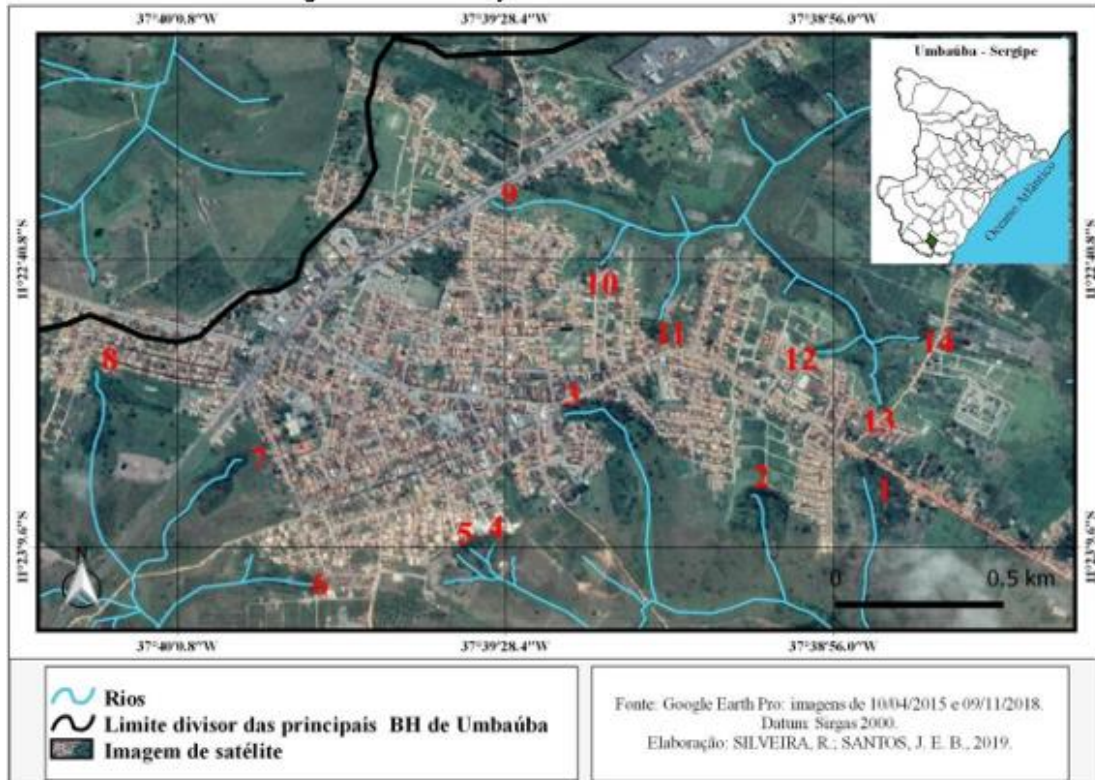 37°40'0.8"W 37°39'28.4"W 37°38'56.0"W
Umbaúba - Sergipe
Oceano Atlântico
11°22'40.8"S 11°22'40.8"S
11°23'9.6"S 11°23'9.6"S
9
10
11
8
12
14
3
13
7
2
1
5 4
6
N
0 0.5 km
37°40'0.8"W 37°39'28.4"W 37°38'56.0"W
Rios
Limite divisor das principais BH de Umbaúba
Imagem de satélite
Fonte: Google Earth Pro: imagens de 10/04/2015 e 09/11/2018.
Datum: Sirgas 2000.
Elaboração: SILVEIRA, R.; SANTOS, J. E. B., 2019.